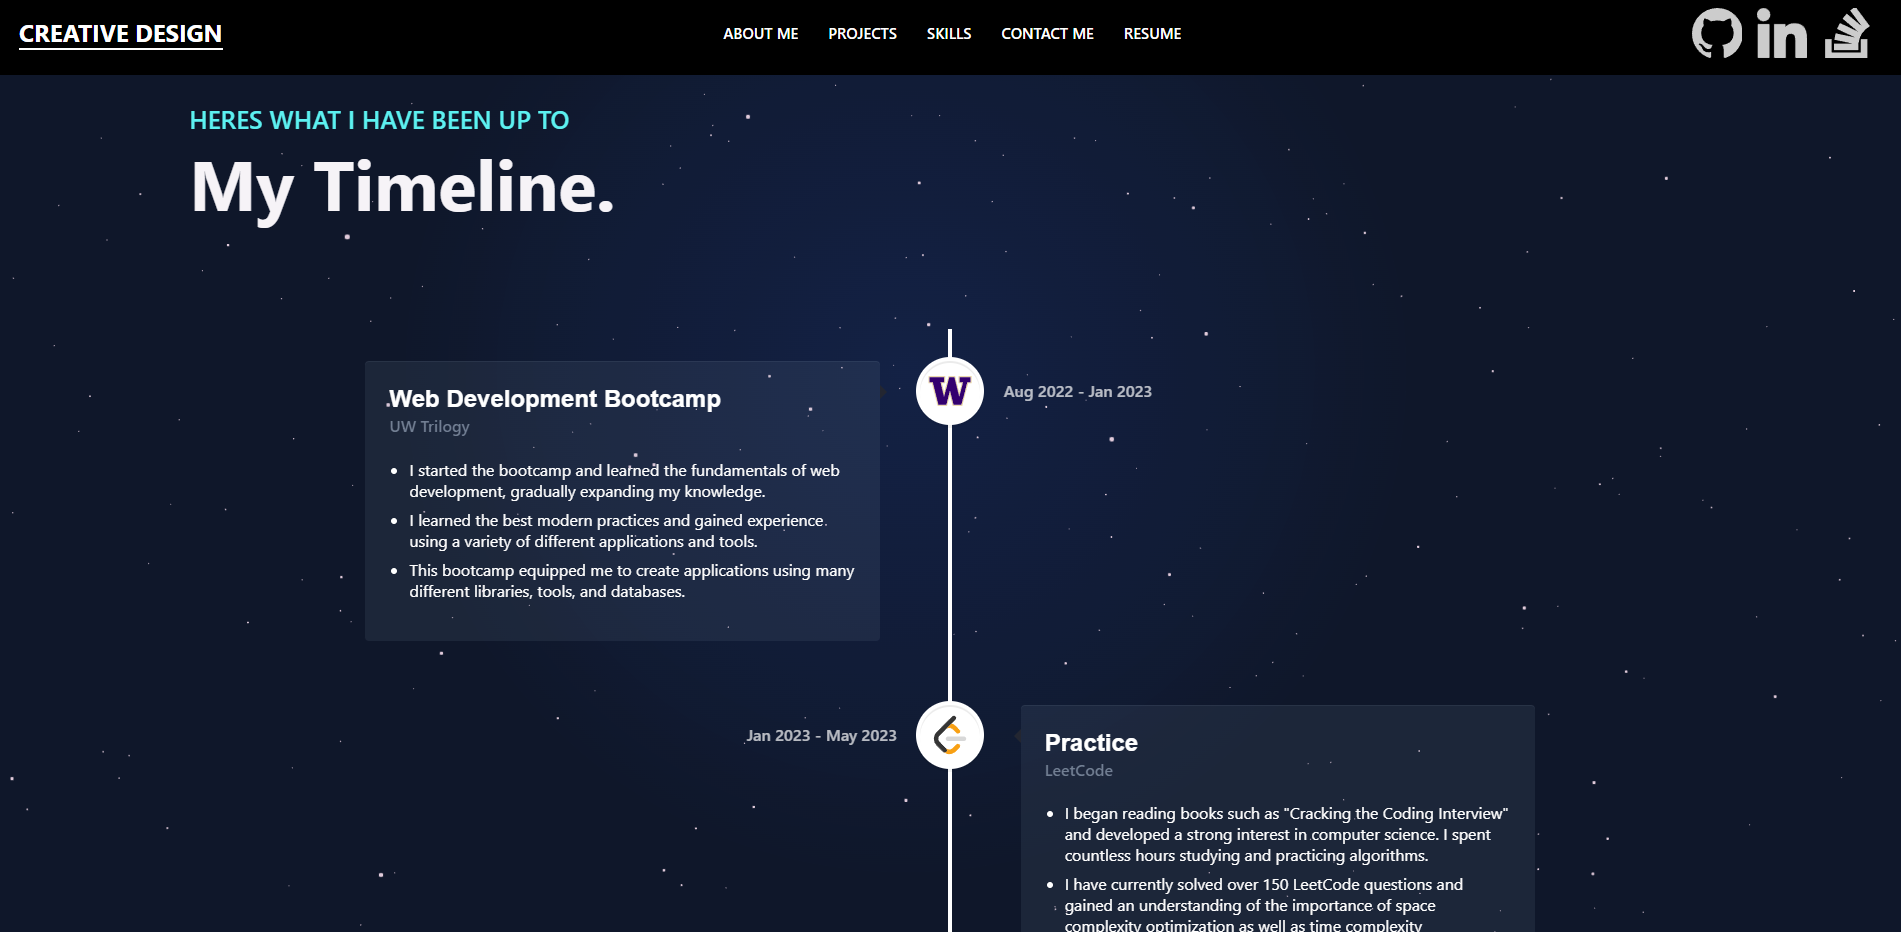 CREATIVE DESIGN
ABOUT ME PROJECTS SKILLS CONTACT ME RESUME
in
HERES WHAT I HAVE BEEN UP TO
My Timeline.
Web Development Bootcamp
UW Trilogy
W
Aug 2022 - Jan 2023
• I started the bootcamp and learned the fundamentals of web
development, gradually expanding my knowledge.
• I learned the best modern practices and gained experience
using a variety of different applications and tools.
• This bootcamp equipped me to create applications using many
different libraries, tools, and databases.
Jan 2023 - May 2023
Practice
LeetCode
• I began reading books such as "Cracking the Coding Interview"
and developed a strong interest in computer science. I spent
countless hours studying and practicing algorithms.
• I have currently solved over 150 LeetCode questions and
gained an understanding of the importance of space
complexity optimization as well as time complexity